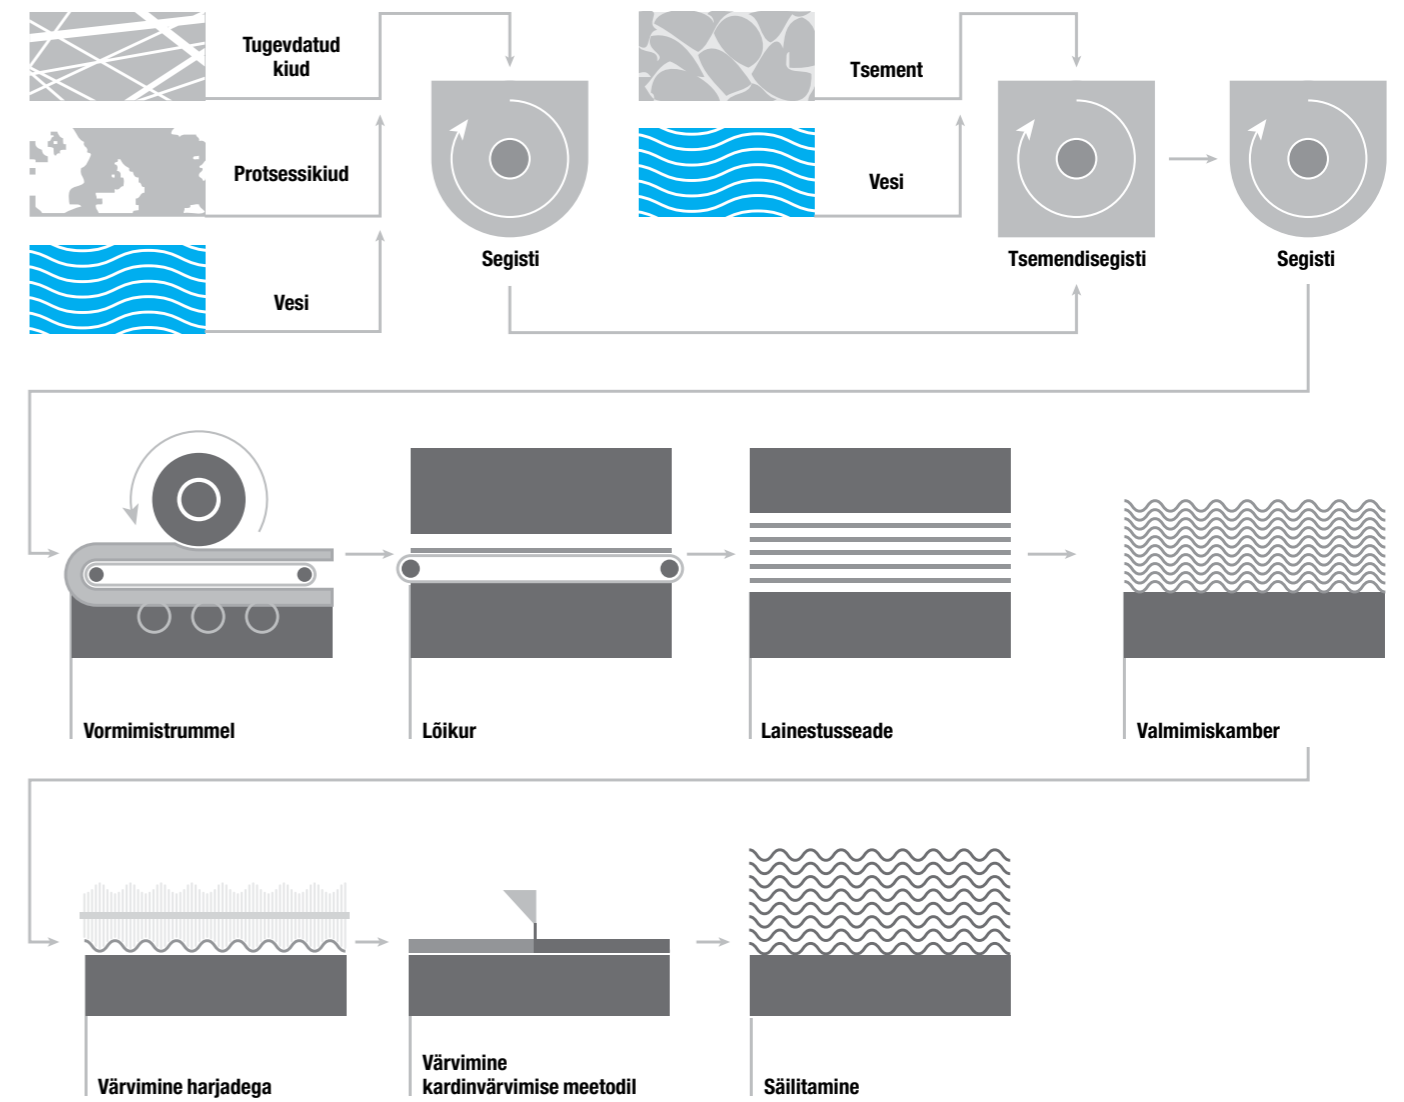 Tugevdatud
kiud
Tsement
Protsessikiud
Vesi
Vesi
Segisti
Tsemendisegisti
Segisti
Vormimistrummel
Lõikur
Lainestusseade
Valmimiskamber
Värvimine harjadega
Värvimine
kardinvärvimise meetodil
Säilitamine